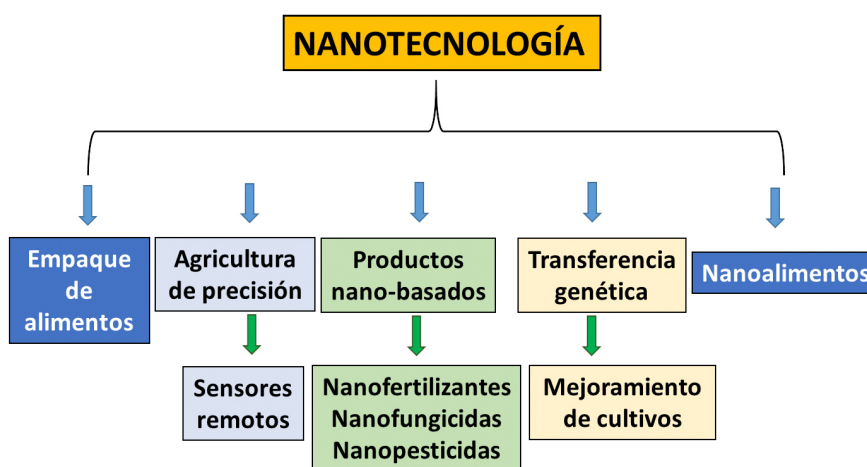 NANOTECNOLOGÍA
Empaque
de
alimentos
Agricultura
de precisión
Productos
nano-basados
Transferencia
genética
Nanoalimentos
Sensores
remotos
Nanofertilizantes
Nanofungicidas
Nanopesticidas
Mejoramiento
de cultivos